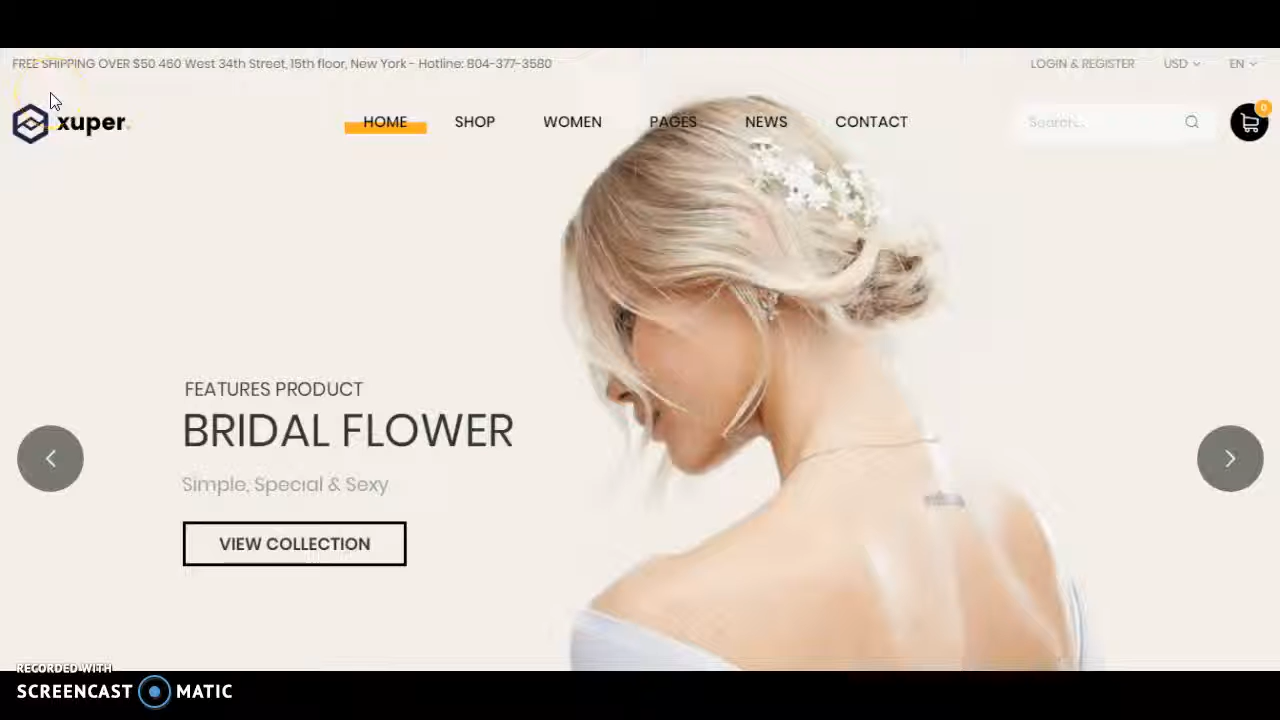 FREE SHIPPING OVER $50 460 West 34th Street, 15th floor, New York - Hotline: 804-377-3580
LOGIN & REGISTER USD EN
xuper.
HOME SHOP WOMEN PAGES NEWS CONTACT
Search...
0
FEATURES PRODUCT
BRIDAL FLOWER
Simple, Special & Sexy
VIEW COLLECTION
RECORDED WITH
SCREENCAST MATIC